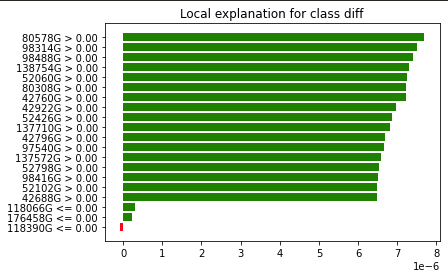 Local explanation for class diff
80578G > 0.00
98314G > 0.00
98488G > 0.00
138754G > 0.00
52060G > 0.00
80308G > 0.00
42760G > 0.00
42922G > 0.00
52426G > 0.00
137710G > 0.00
42796G > 0.00
97540G > 0.00
137572G > 0.00
52798G > 0.00
98416G > 0.00
52102G > 0.00
42688G > 0.00
118066G <= 0.00
176458G <= 0.00
118390G <= 0.00
0 1 2 3 4 5 6 7 8
1e−6